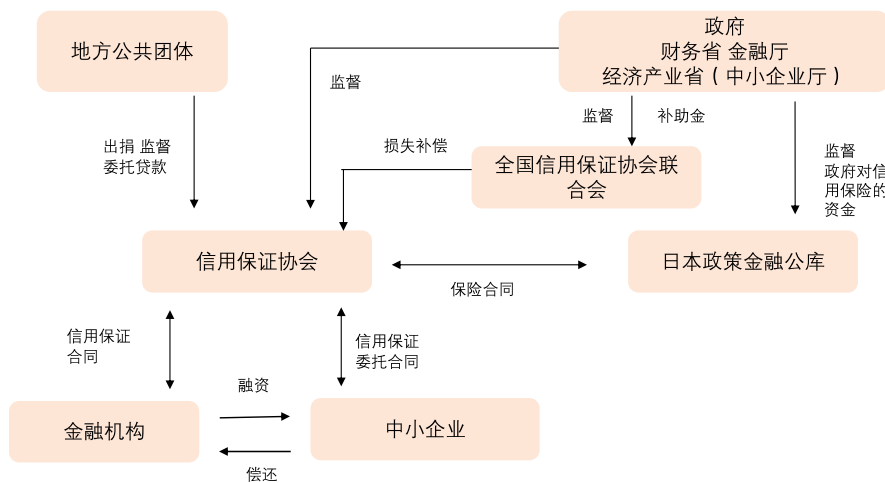 地方公共团体
政府
财务省 金融厅
经济产业省（中小企业厅）
监督
监督
补助金
出捐 监督
委托贷款
损失补偿
全国信用保证协会联
合会
监督
政府对信
用保险的
资金
信用保证协会
日本政策金融公库
保险合同
信用保证
合同
信用保证
委托合同
融资
金融机构
中小企业
偿还